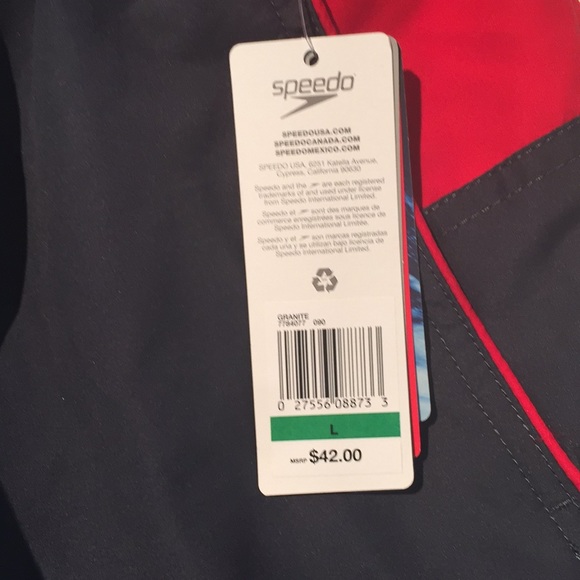 speedo
SPEEDOUSA.COM
SPEEDOCANADA.COM
SPEEDOMEXICO.COM
SPEEDO USA, 6251 Katella Avenue,
Cypress, California 90630
Speedo and the are each registered
trademarks of and used under license
from Speedo International Limited.
Speedo et sont des marques de
commerce enregistrées sous licence de
Speedo International Limitée.
Speedo y el son marcas registradas
cada una y se utilizan bajo licencia de
Speedo International Limited.
GRANITE
7784077 090
0 27556 08873 3
L
MSRP $42.00